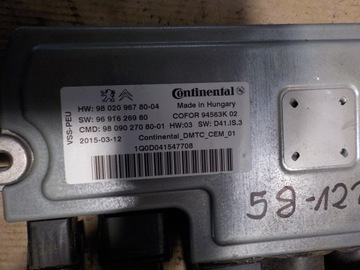 VSS-PEU
HW: 98 020 967 80-04
SW: 96 916 269 80
CMD: 98 090 270 80-01
2015-03-12
Continental
Made in Hungary
COFOR 94563K 02
HW:03 SW: D41.IS.3
Continental_DMTC_CEM_01
1Q0D041547708
58-122